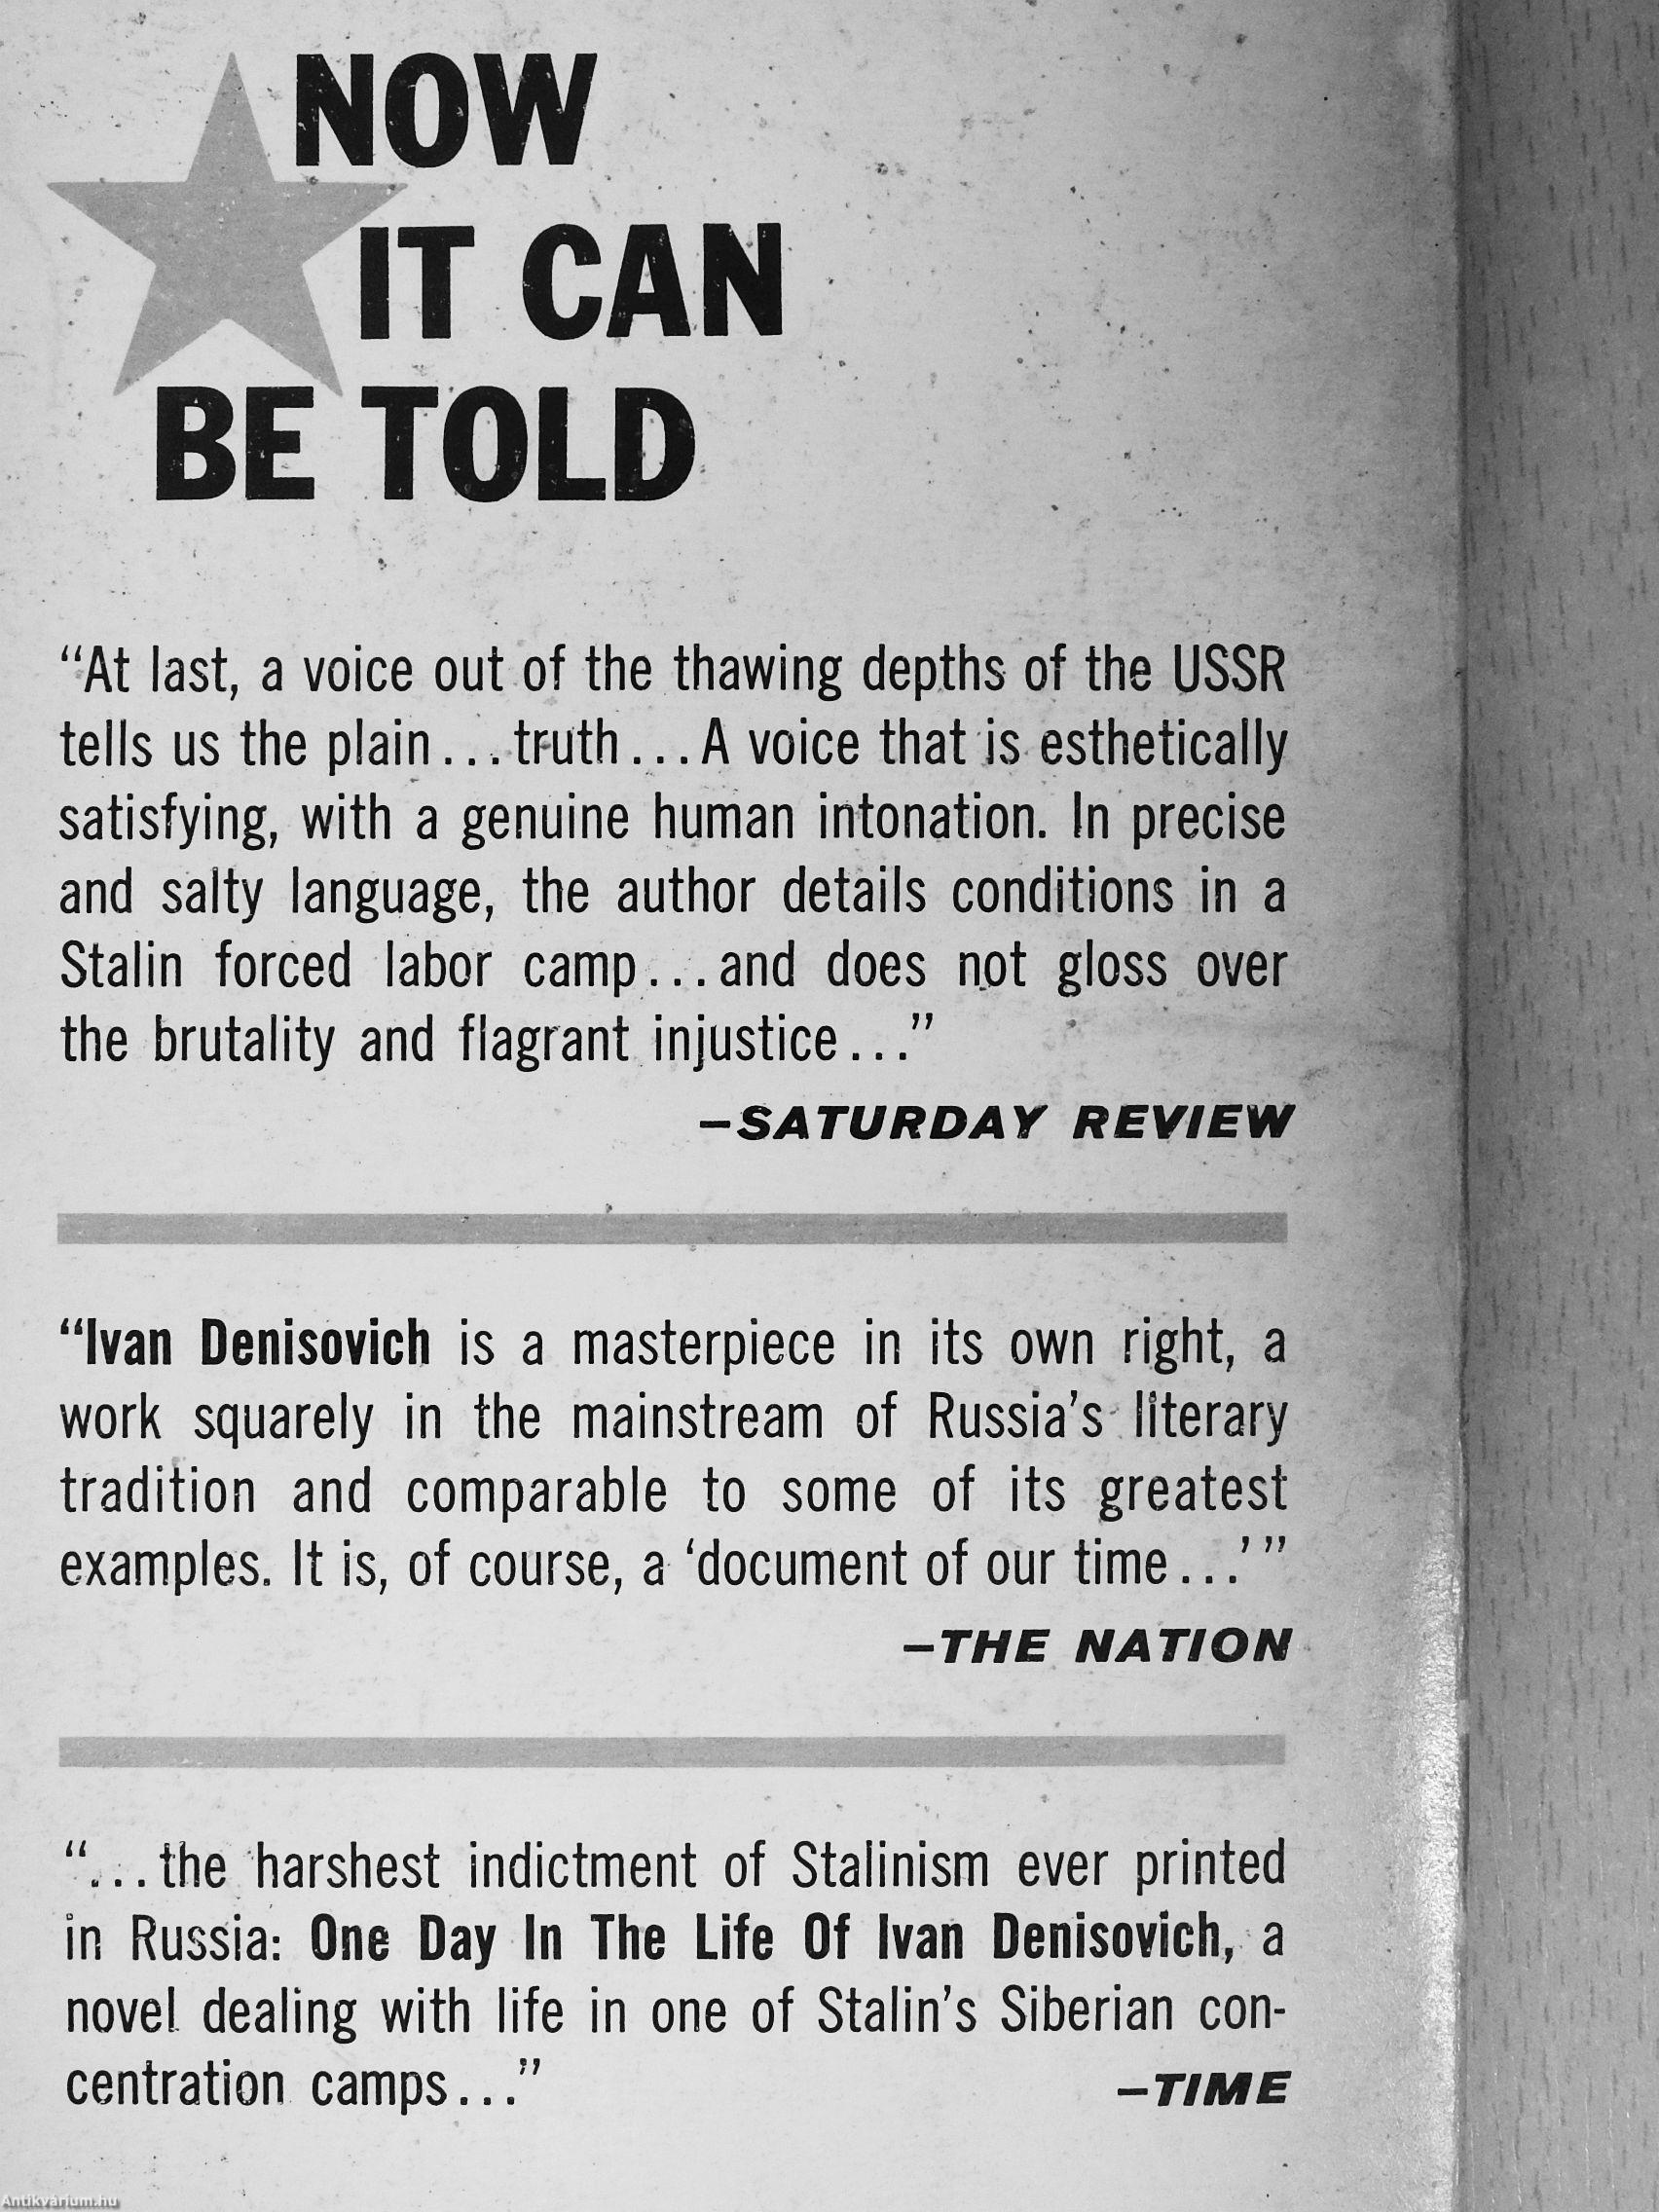 NOW
IT CAN
BE TOLD
“At last, a voice out of the thawing depths of the USSR
tells us the plain...truth...A voice that is esthetically
satisfying, with a genuine human intonation. In precise
and salty language, the author details conditions in a
Stalin forced labor camp...and does not gloss over
the brutality and flagrant injustice...”
–SATURDAY REVIEW
“Ivan Denisovich is a masterpiece in its own right, a
work squarely in the mainstream of Russia’s literary
tradition and comparable to some of its greatest
examples. It is, of course, a ‘document of our time...’”
–THE NATION
“...the harshest indictment of Stalinism ever printed
in Russia: One Day In The Life Of Ivan Denisovich, a
novel dealing with life in one of Stalin’s Siberian con-
centration camps...” –TIME
Antikvárium.hu